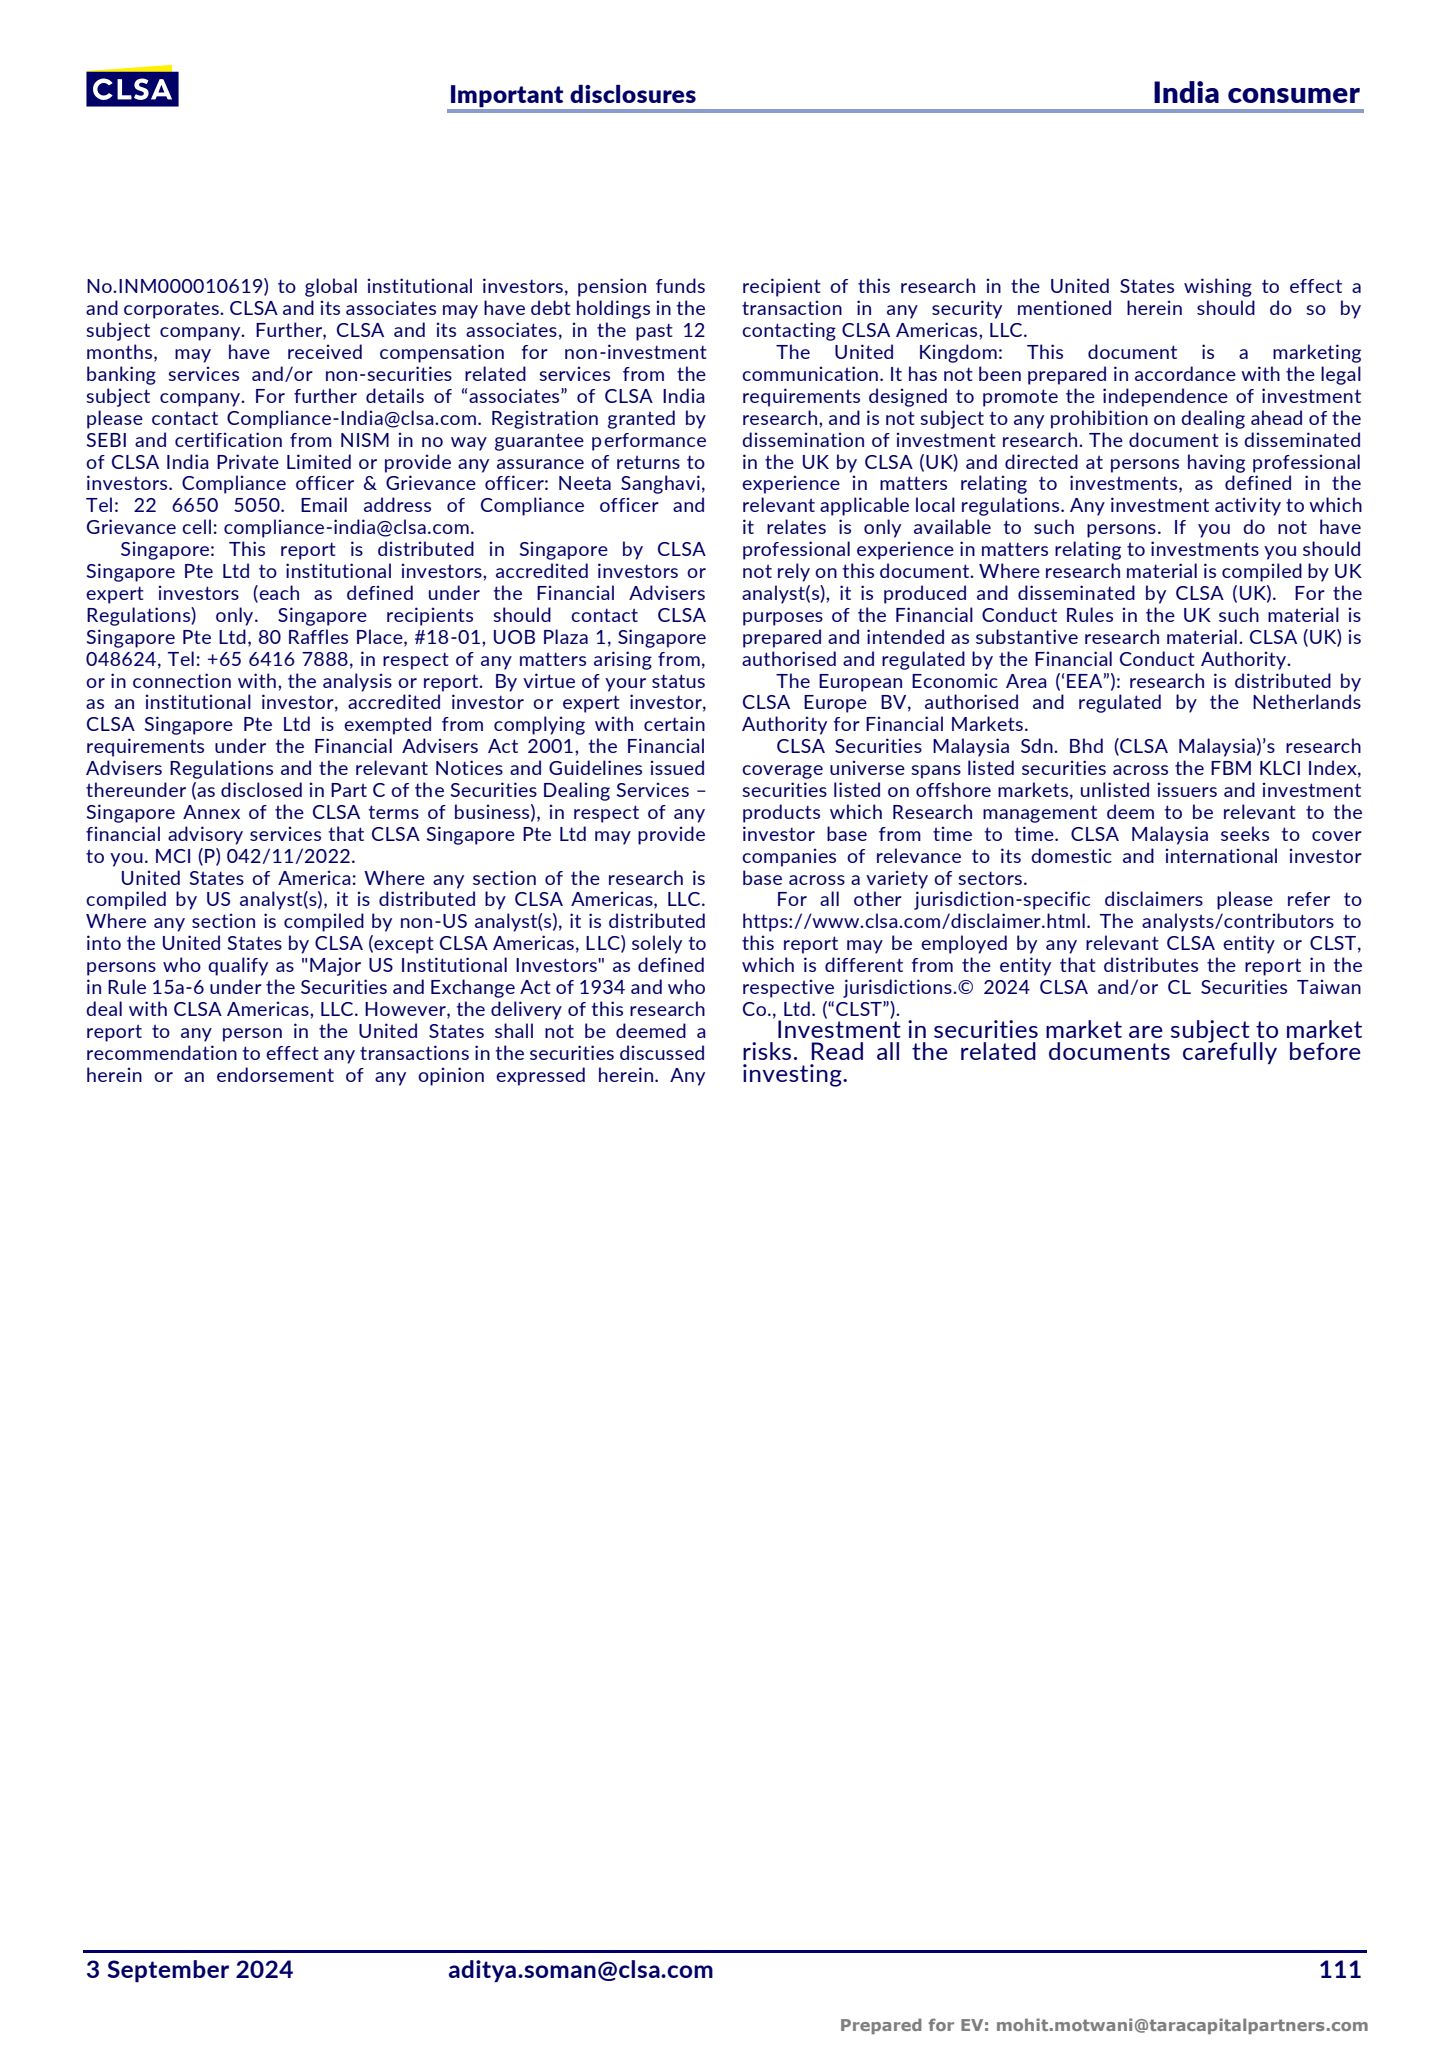 CLSA
Important disclosures
India consumer
No.INM000010619) to global institutional investors, pension funds
and corporates. CLSA and its associates may have debt holdings in the
subject company. Further, CLSA and its associates, in the past 12
months, may have received compensation for non-investment
banking services and/or non-securities related services from the
subject company. For further details of “associates” of CLSA India
please contact Compliance-India@clsa.com. Registration granted by
SEBI and certification from NISM in no way guarantee performance
of CLSA India Private Limited or provide any assurance of returns to
investors. Compliance officer & Grievance officer: Neeta Sanghavi,
Tel: 22 6650 5050. Email address of Compliance officer and
Grievance cell: compliance-india@clsa.com.
Singapore: This report is distributed in Singapore by CLSA
Singapore Pte Ltd to institutional investors, accredited investors or
expert investors (each as defined under the Financial Advisers
Regulations) only. Singapore recipients should contact CLSA
Singapore Pte Ltd, 80 Raffles Place, #18-01, UOB Plaza 1, Singapore
048624, Tel: +65 6416 7888, in respect of any matters arising from,
or in connection with, the analysis or report. By virtue of your status
as an institutional investor, accredited investor or expert investor,
CLSA Singapore Pte Ltd is exempted from complying with certain
requirements under the Financial Advisers Act 2001, the Financial
Advisers Regulations and the relevant Notices and Guidelines issued
thereunder (as disclosed in Part C of the Securities Dealing Services –
Singapore Annex of the CLSA terms of business), in respect of any
financial advisory services that CLSA Singapore Pte Ltd may provide
to you. MCI (P) 042/11/2022.
United States of America: Where any section of the research is
compiled by US analyst(s), it is distributed by CLSA Americas, LLC.
Where any section is compiled by non-US analyst(s), it is distributed
into the United States by CLSA (except CLSA Americas, LLC) solely to
persons who qualify as "Major US Institutional Investors" as defined
in Rule 15a-6 under the Securities and Exchange Act of 1934 and who
deal with CLSA Americas, LLC. However, the delivery of this research
report to any person in the United States shall not be deemed a
recommendation to effect any transactions in the securities discussed
herein or an endorsement of any opinion expressed herein. Any
recipient of this research in the United States wishing to effect a
transaction in any security mentioned herein should do so by
contacting CLSA Americas, LLC.
The United Kingdom: This document is a marketing
communication. It has not been prepared in accordance with the legal
requirements designed to promote the independence of investment
research, and is not subject to any prohibition on dealing ahead of the
dissemination of investment research. The document is disseminated
in the UK by CLSA (UK) and directed at persons having professional
experience in matters relating to investments, as defined in the
relevant applicable local regulations. Any investment activity to which
it relates is only available to such persons. If you do not have
professional experience in matters relating to investments you should
not rely on this document. Where research material is compiled by UK
analyst(s), it is produced and disseminated by CLSA (UK). For the
purposes of the Financial Conduct Rules in the UK such material is
prepared and intended as substantive research material. CLSA (UK) is
authorised and regulated by the Financial Conduct Authority.
The European Economic Area (‘EEA”): research is distributed by
CLSA Europe BV, authorised and regulated by the Netherlands
Authority for Financial Markets.
CLSA Securities Malaysia Sdn. Bhd (CLSA Malaysia)’s research
coverage universe spans listed securities across the FBM KLCI Index,
securities listed on offshore markets, unlisted issuers and investment
products which Research management deem to be relevant to the
investor base from time to time. CLSA Malaysia seeks to cover
companies of relevance to its domestic and international investor
base across a variety of sectors.
For all other jurisdiction-specific disclaimers please refer to
https://www.clsa.com/disclaimer.html. The analysts/contributors to
this report may be employed by any relevant CLSA entity or CLST,
which is different from the entity that distributes the report in the
respective jurisdictions.© 2024 CLSA and/or CL Securities Taiwan
Co., Ltd. (“CLST”).
Investment in securities market are subject to market
risks. Read all the related documents carefully before
investing.
3 September 2024
aditya.soman@clsa.com
111
Prepared for EV: mohit.motwani@taracapitalpartners.com